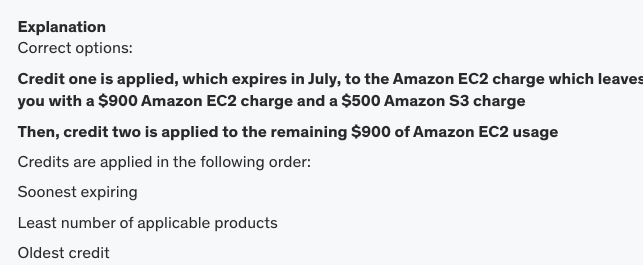 Explanation
Correct options:
Credit one is applied, which expires in July, to the Amazon EC2 charge which leaves
you with a $900 Amazon EC2 charge and a $500 Amazon S3 charge
Then, credit two is applied to the remaining $900 of Amazon EC2 usage
Credits are applied in the following order:
Soonest expiring
Least number of applicable products
Oldest credit